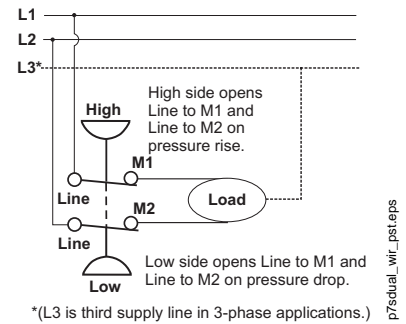 L1
L2
L3*
High side opens
Line to M1 and
Line to M2 on
pressure rise.
High
M1
Line
Load
M2
Line
Low side opens Line to M1 and
Line to M2 on pressure drop.
Low
*(L3 is third supply line in 3-phase applications.)
p7sdual_wir_pst.eps